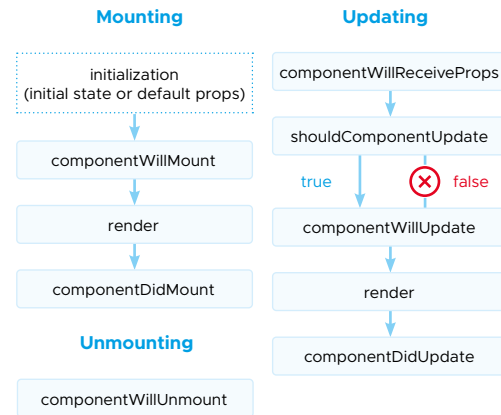 Mounting
initialization
(initial state or default props)
componentWillMount
render
componentDidMount
Unmounting
componentWillUnmount
Updating
componentWillReceiveProps
shouldComponentUpdate
true
false
componentWillUpdate
render
componentDidUpdate